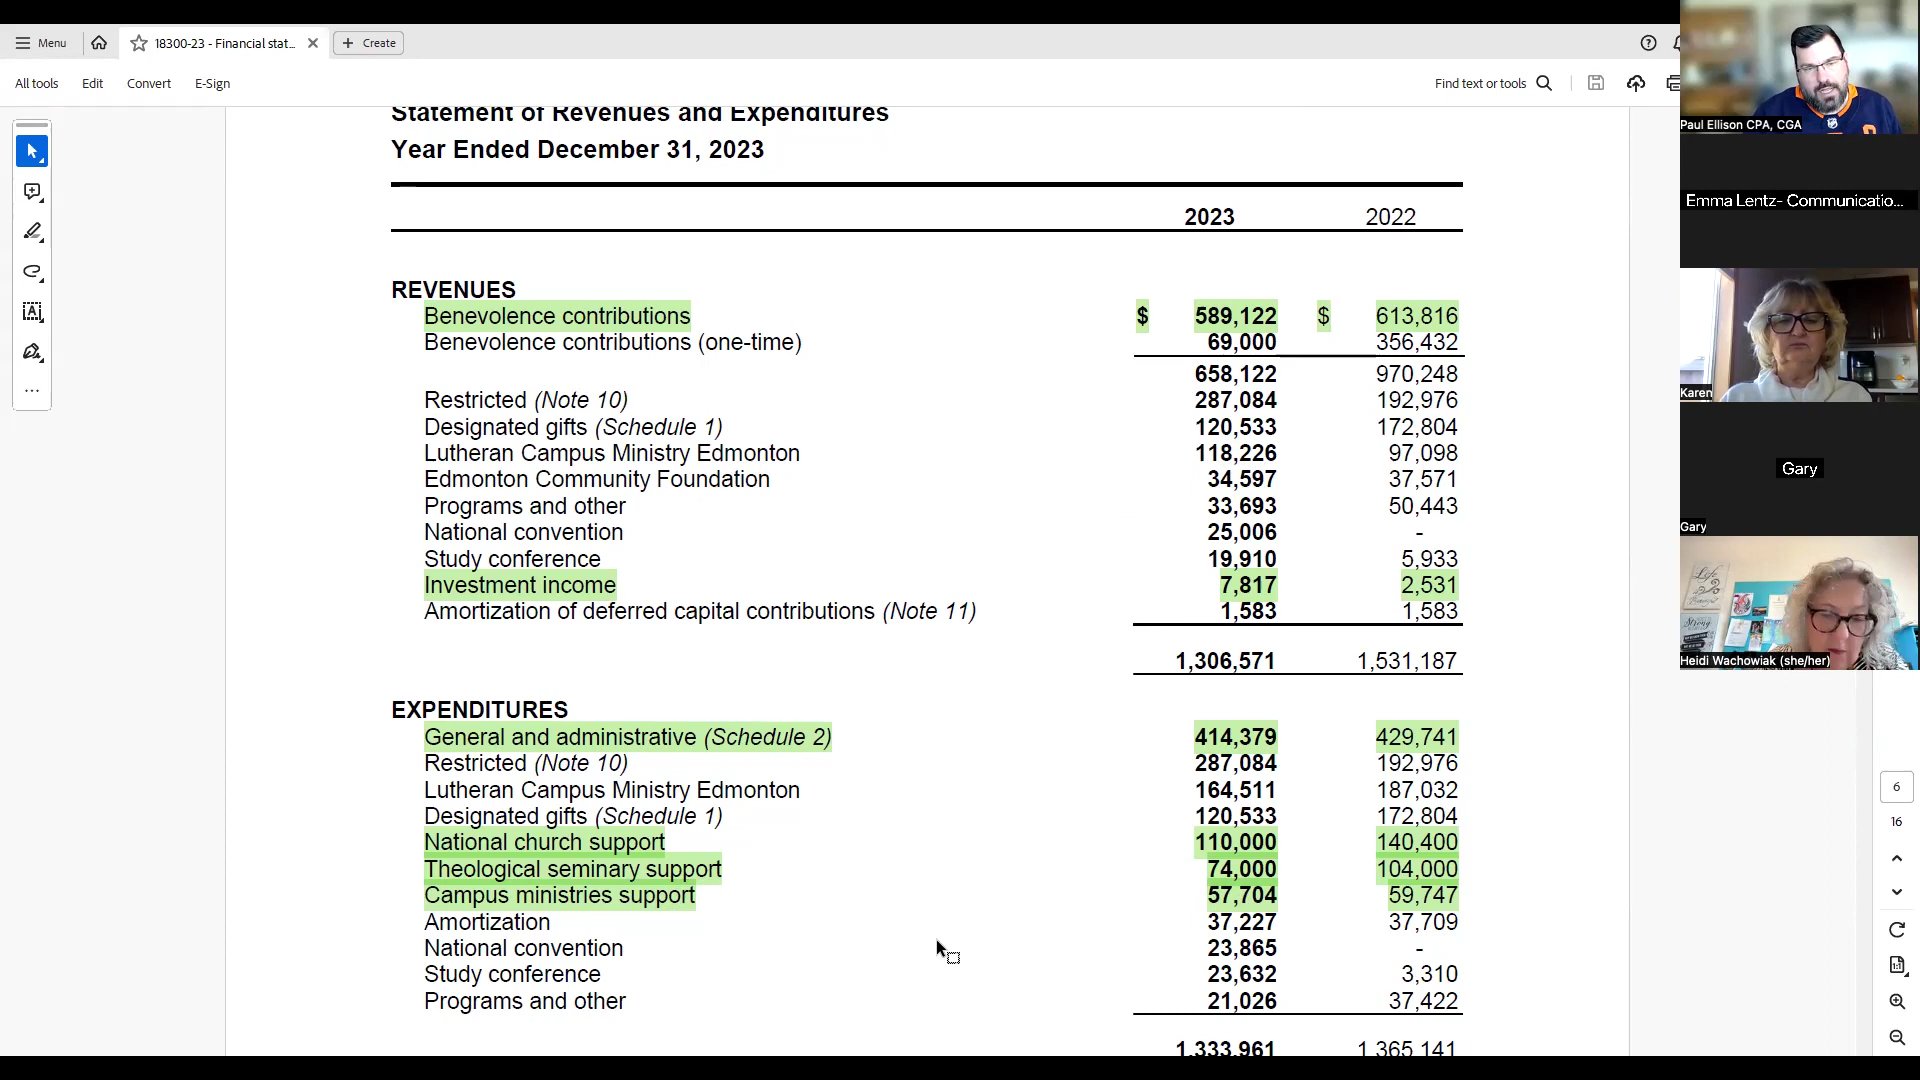 Menu
18300-23 - Financial stat...
Create
All tools
Edit
Convert
E-Sign
Find text or tools
Statement of Revenues and Expenditures
Year Ended December 31, 2023
2023 2022
REVENUES
Benevolence contributions $ 589,122 $ 613,816
Benevolence contributions (one-time) 69,000 356,432
658,122 970,248
Restricted (Note 10) 287,084 192,976
Designated gifts (Schedule 1) 120,533 172,804
Lutheran Campus Ministry Edmonton 118,226 97,098
Edmonton Community Foundation 34,597 37,571
Programs and other 33,693 50,443
National convention 25,006 -
Study conference 19,910 5,933
Investment income 7,817 2,531
Amortization of deferred capital contributions (Note 11) 1,583 1,583
1,306,571 1,531,187
EXPENDITURES
General and administrative (Schedule 2) 414,379 429,741
Restricted (Note 10) 287,084 192,976
Lutheran Campus Ministry Edmonton 164,511 187,032
Designated gifts (Schedule 1) 120,533 172,804
National church support 110,000 140,400
Theological seminary support 74,000 104,000
Campus ministries support 57,704 59,747
Amortization 37,227 37,709
National convention 23,865 -
Study conference 23,632 3,310
Programs and other 21,026 37,422
1,333,961 1,365,141
6
16
Paul Ellison CPA, CGA
Emma Lentz- Communicatio...
Karen
Gary
Gary
Life
Strong
Heidi Wachowiak (she/her)